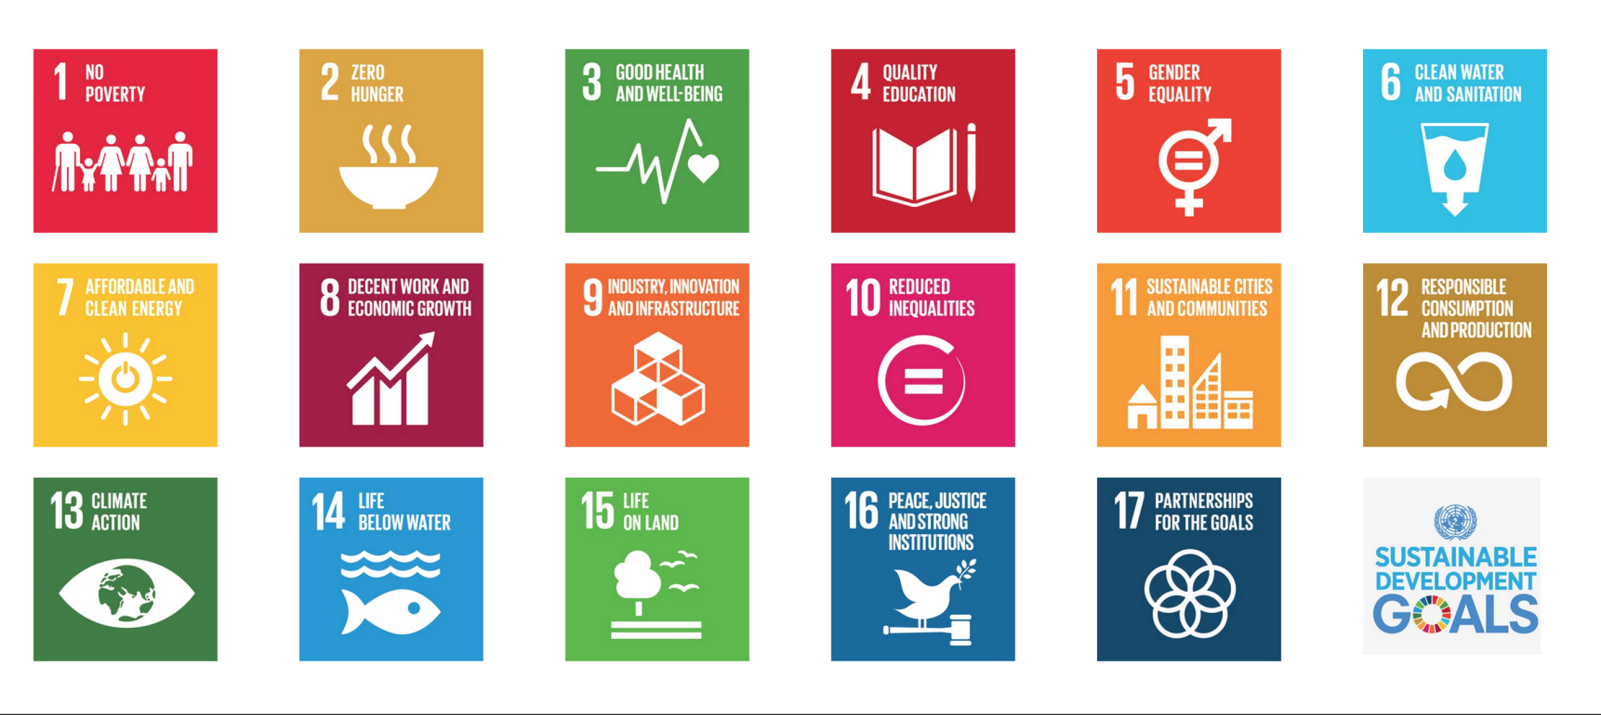 1 NO
POVERTY
2 ZERO
HUNGER
3 GOOD HEALTH
AND WELL-BEING
4 QUALITY
EDUCATION
5 GENDER
EQUALITY
6 CLEAN WATER
AND SANITATION
7 AFFORDABLE AND
CLEAN ENERGY
8 DECENT WORK AND
ECONOMIC GROWTH
9 INDUSTRY, INNOVATION
AND INFRASTRUCTURE
10 REDUCED
INEQUALITIES
11 SUSTAINABLE CITIES
AND COMMUNITIES
12 RESPONSIBLE
CONSUMPTION
AND PRODUCTION
13 CLIMATE
ACTION
14 LIFE
BELOW WATER
15 LIFE
ON LAND
16 PEACE, JUSTICE
AND STRONG
INSTITUTIONS
17 PARTNERSHIPS
FOR THE GOALS
SUSTAINABLE
DEVELOPMENT
GOALS